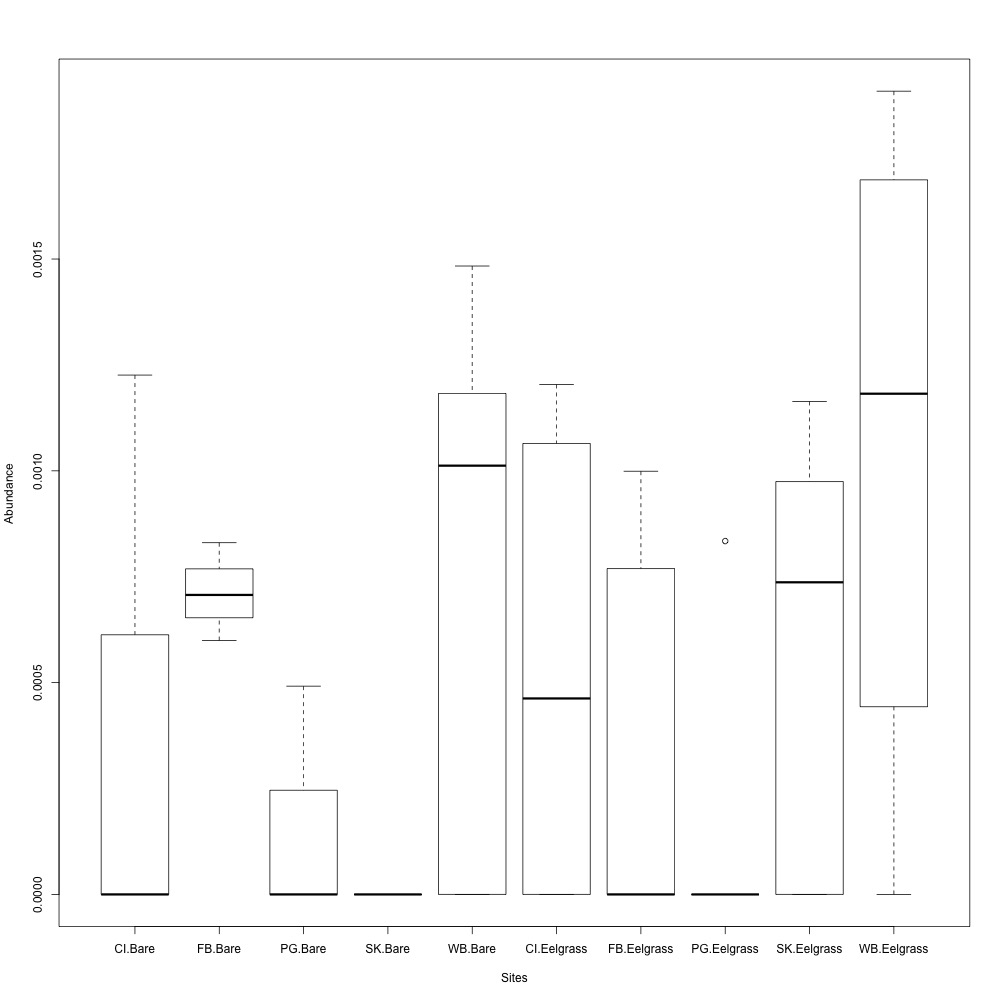 Abundance
0.0015
0.0010
0.0005
0.0000
CI.Bare FB.Bare PG.Bare SK.Bare WB.Bare CI.Eelgrass FB.Eelgrass PG.Eelgrass SK.Eelgrass WB.Eelgrass
Sites